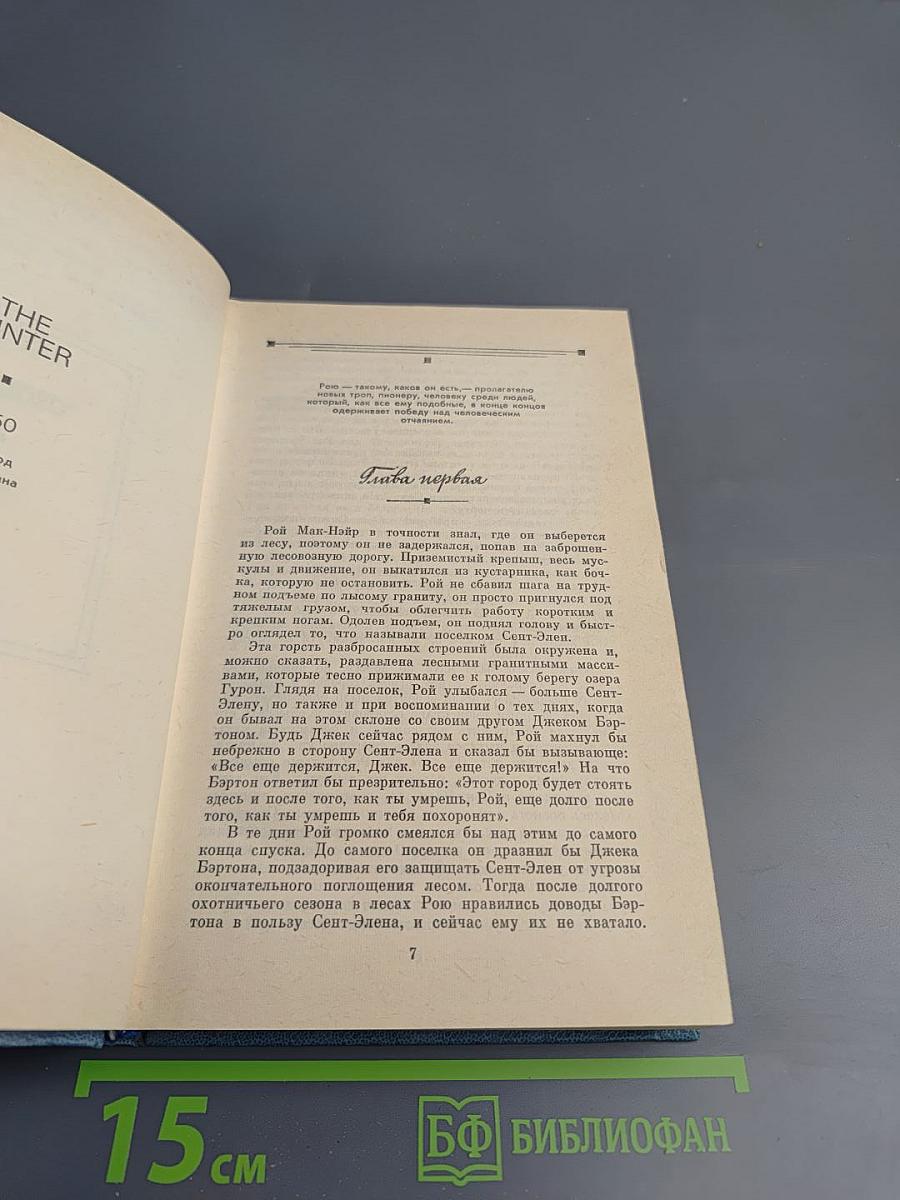 THE
INTER
од
на
Рою — такому, каков он есть,— пролагателю
новых троп, пионеру, человеку среди людей,
который, как все ему подобные, в конце концов
одерживает победу над человеческим
отчаянием.
Глава первая
Рой Мак-Нэйр в точности знал, где он выберется
из лесу, поэтому он не задержался, попав на заброшен-
ную лесовозную дорогу. Приземистый крепыш, весь мус-
кулы и движение, он выкатился из кустарника, как боч-
ка, которую не остановить. Рой не сбавил шага на труд-
ном подъеме по лысому граниту, он просто пригнулся под
тяжелым грузом, чтобы облегчить работу коротким и
крепким ногам. Одолев подъем, он поднял голову и быст-
ро оглядел то, что называли поселком Сент-Элен.
Эта горсть разбросанных строений была окружена и,
можно сказать, раздавлена лесными гранитными масси-
вами, которые тесно прижимали ее к голому берегу озера
Гурон. Глядя на поселок, Рой улыбался — больше Сент-
Элену, но также и при воспоминании о тех днях, когда
он бывал на этом склоне со своим другом Джеком Бэр-
тоном. Будь Джек сейчас рядом с ним, Рой махнул бы
небрежно в сторону Сент-Элена и сказал бы вызывающе:
«Все еще держится, Джек. Все еще держится!» На что
Бэртон ответил бы презрительно: «Этот город будет стоять
здесь и после того, как ты умрешь, Рой, еще долго после
того, как ты умрешь и тебя похоронят».
В те дни Рой громко смеялся бы над этим до самого
конца спуска. До самого поселка он дразнил бы Джека
Бэртона, подзадоривая его защищать Сент-Элен от угрозы
окончательного поглощения лесом. Тогда после долгого
охотничьего сезона в лесах Рою нравились доводы Бэр-
тона в пользу Сент-Элена, и сейчас ему их не хватало.
7
15 см
БФ БИБЛИОФАН